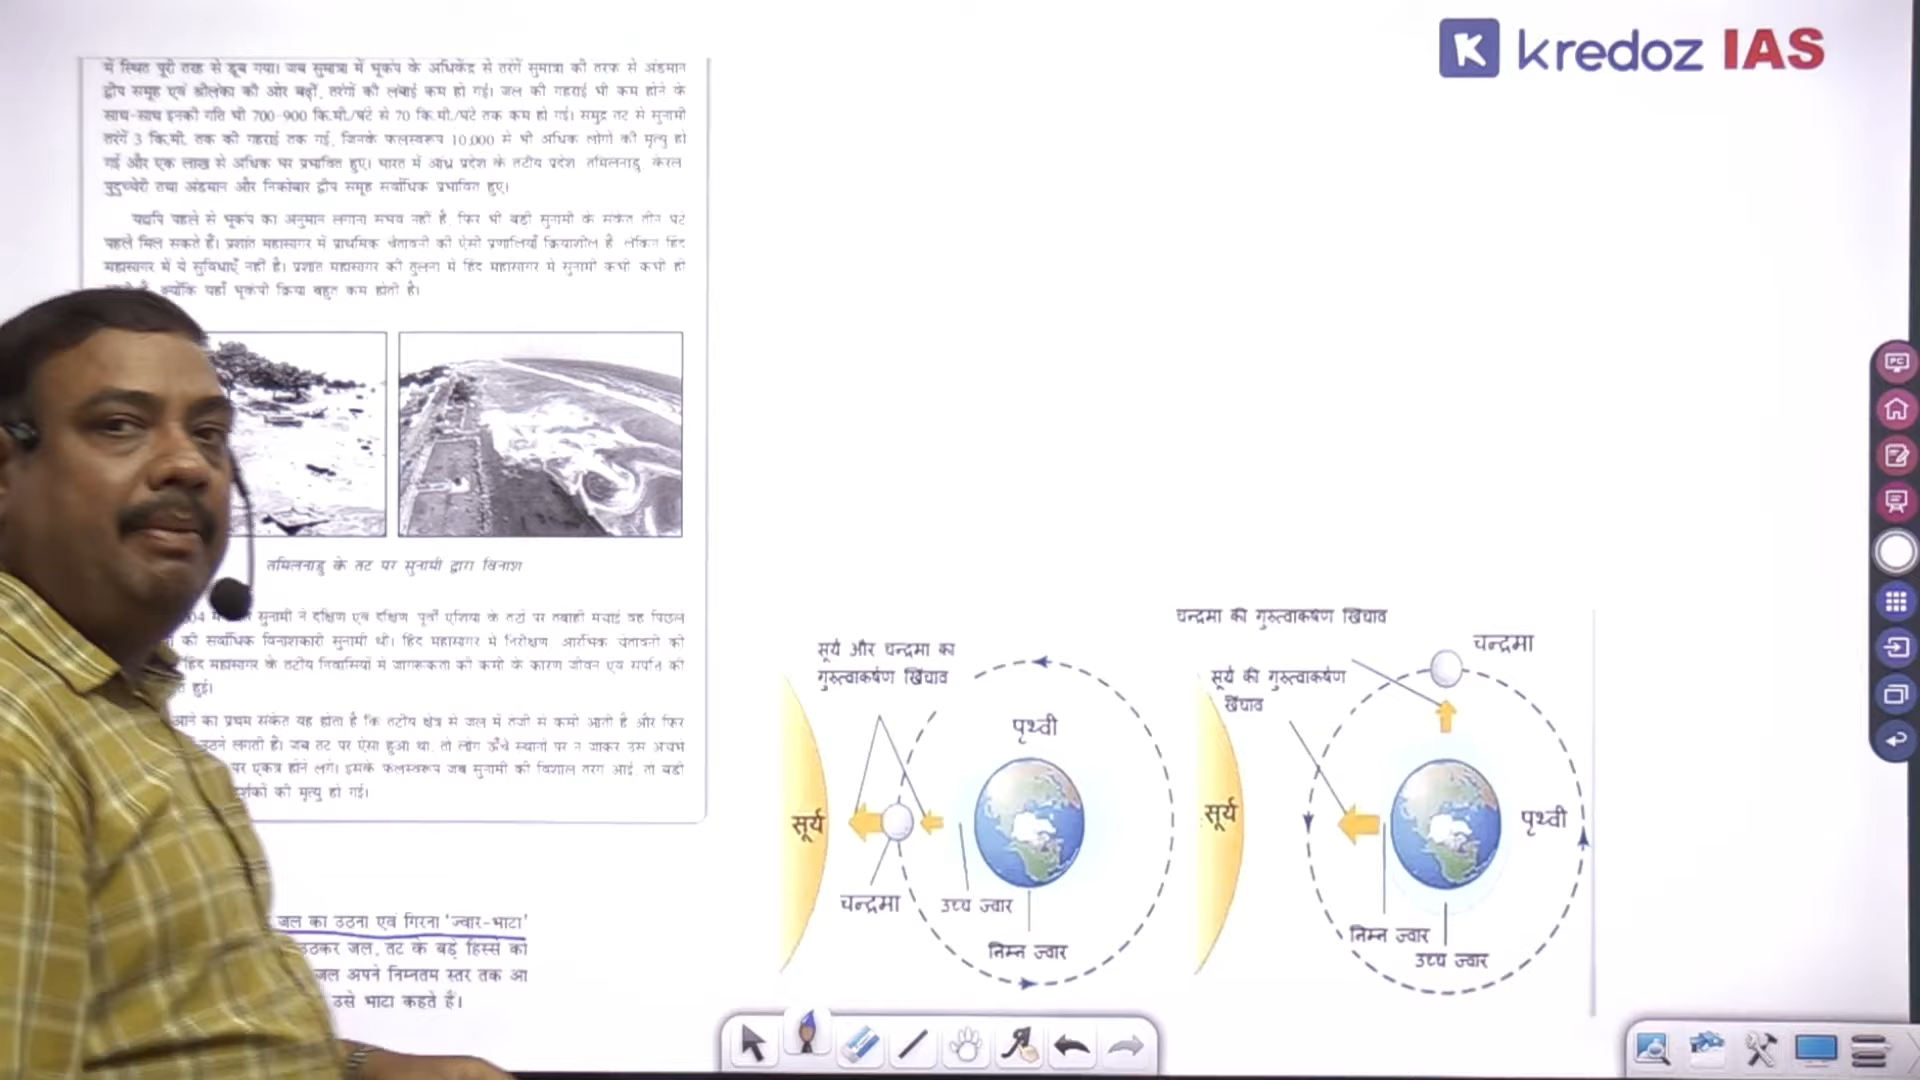 kredoz IAS
में स्थित पूरी तरह से डूब गया। जब सुमात्रा में भूकंप के अधिकेंद्र से तरंगें सुमात्रा की तरफ से अंडमान
द्वीप समूह एवं श्रीलंका की ओर बढ़ीं, तरंगों की लंबाई कम हो गई। जल की गहराई भी कम होने के
साथ-साथ इनकी गति भी 700-900 कि.मी./घंटे से 70 कि.मी./घंटे तक कम हो गई। समुद्र तट से सुनामी
तरंगें 3 कि.मी. तक की गहराई तक गई, जिनके फलस्वरूप 10,000 से भी अधिक लोगों की मृत्यु हो
गई और एक लाख से अधिक घर प्रभावित हुए। भारत में आंध्र प्रदेश के तटीय प्रदेश तमिलनाडु केरल
पुदुच्चेरी तथा अंडमान और निकोबार द्वीप समूह सर्वाधिक प्रभावित हुए।
यद्यपि पहले से भूकंप का अनुमान लगाना संभव नहीं है, फिर भी बड़ी सुनामी के संकेत तीन घंटे
पहले मिल सकते हैं। प्रशांत महासागर में प्राथमिक चेतावनी की ऐसी प्रणालियाँ क्रियाशील हैं लेकिन हिंद
महासागर में ये सुविधाएँ नहीं है। प्रशांत महासागर की तुलना में हिंद महासागर में सुनामी कभी कभी ही
क्योंकि यहाँ भूकंपी क्रिया बहुत कम होती है।
तमिलनाडु के तट पर सुनामी द्वारा विनाश
सुनामी ने दक्षिण एवं दक्षिण पूर्वी एशिया के तटों पर तबाही मचाई वह पिछले
की सर्वाधिक विनाशकारी सुनामी थी। हिंद महासागर में निरीक्षण, आरंभिक चेतावनी की
हिंद महासागर के तटीय निवासियों में जागरूकता की कमी के कारण जीवन एवं संपत्ति की
हुई।
आने का प्रथम संकेत यह होता है कि तटीय क्षेत्र से जल में तेजी से कमी आती है और फिर
उठने लगती हैं। जब तट पर ऐसा हुआ था, तो लोग ऊँचे स्थानों पर न जाकर उस अचंभे
पर एकत्र होने लगे। इसके फलस्वरूप जब सुनामी की विशाल तरंग आई, तो बड़ी
की मृत्यु हो गई।
जल का उठना एवं गिरना 'ज्वार-भाटा'
उठकर जल, तट के बड़े हिस्से को
जल अपने निम्नतम स्तर तक आ
उसे भाटा कहते हैं।
सूर्य और चन्द्रमा का
गुरुत्वाकर्षण खिंचाव
पृथ्वी
सूर्य
चन्द्रमा
उच्च ज्वार
निम्न ज्वार
चन्द्रमा की गुरुत्वाकर्षण खिंचाव
चन्द्रमा
सूर्य की गुरुत्वाकर्षण
खिंचाव
सूर्य
पृथ्वी
निम्न ज्वार
उच्च ज्वार
PC